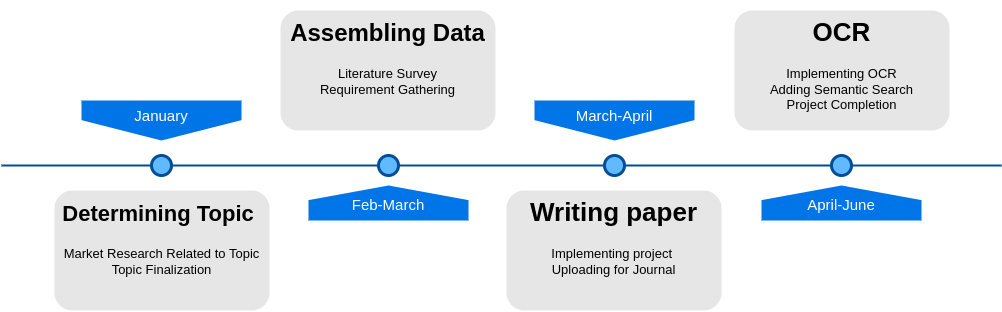 January
Determining Topic
Market Research Related to Topic
Topic Finalization
Assembling Data
Literature Survey
Requirement Gathering
Feb-March
March-April
Writing paper
Implementing project
Uploading for Journal
OCR
Implementing OCR
Adding Semantic Search
Project Completion
April-June